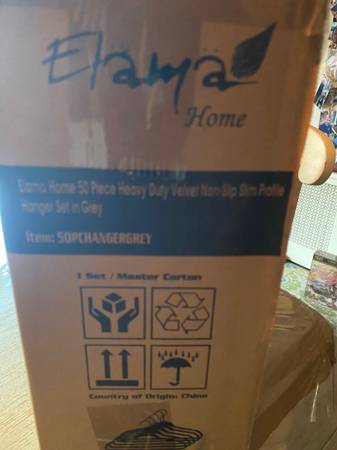 Elama
Home
Elama Home 50 Piece Heavy Duty Velvet Non-Slip Slim Profile
Hanger Set in Grey
Item: 50PCHANGERGREY
1 Set / Master Carton
Country of Origin: China